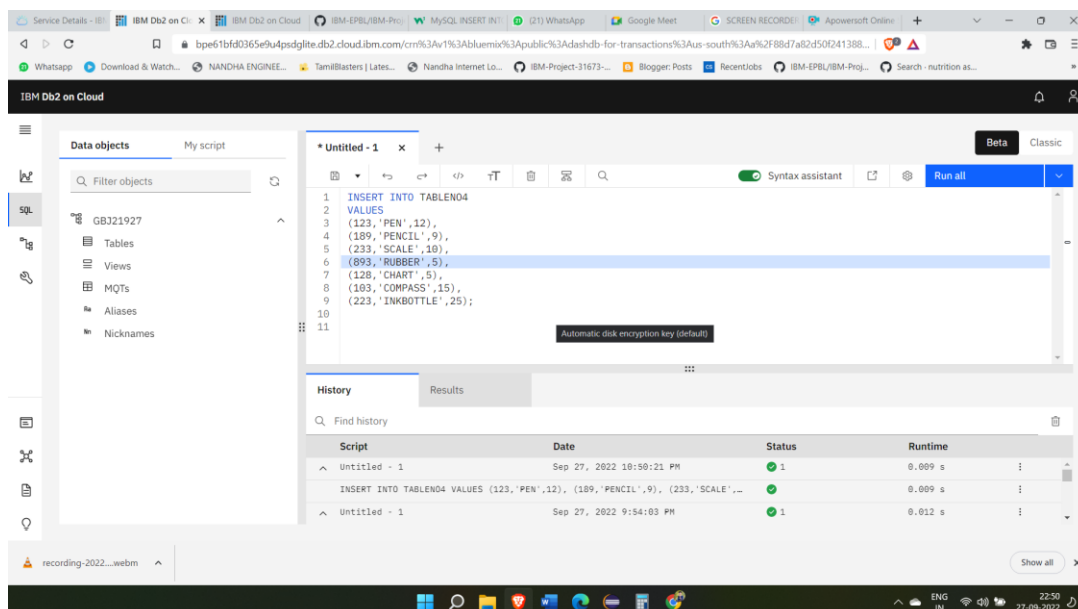 Service Details - IB
IBM Db2 on Clo
IBM Db2 on Cloud
IBM-EPBL/IBM-Proj
MySQL INSERT INT
(21) WhatsApp
Google Meet
SCREEN RECORDER
Apowersoft Online
bpe61bfd0365e9u4psdglite.db2.cloud.ibm.com/crn%3Av1%3Abluemix%3Apublic%3Adashdb-for-transactions%3Aus-south%3Aa%2F88d7a82d50f241388...
Whatsapp
Download & Watch...
NANDHA ENGINEE...
TamilBlasters | Lates...
Nandha Internet Lo...
IBM-Project-31673-...
Blogger: Posts
RecentJobs
IBM-EPBL/IBM-Proj...
Search - nutrition as...
IBM Db2 on Cloud
Data objects
My script
* Untitled - 1
Beta
Classic
Filter objects
Syntax assistant
Run all
SQL
GBJ21927
Tables
Views
MQTs
Aliases
Nicknames
1 INSERT INTO TABLENO4
2 VALUES
3 (123,'PEN',12),
4 (189,'PENCIL',9),
5 (233,'SCALE',10),
6 (893,'RUBBER',5),
7 (128,'CHART',5),
8 (103,'COMPASS',15),
9 (223,'INKBOTTLE',25);
10
11
Automatic disk encryption key (default)
History
Results
Find history
Script Date Status Runtime
Untitled - 1 Sep 27, 2022 10:50:21 PM 1 0.009 s
INSERT INTO TABLENO4 VALUES (123,'PEN',12), (189,'PENCIL',9), (233,'SCALE',… 0.009 s
Untitled - 1 Sep 27, 2022 9:54:03 PM 1 0.012 s
recording-2022....webm
Show all
ENG
IN
22:50
27-09-2022